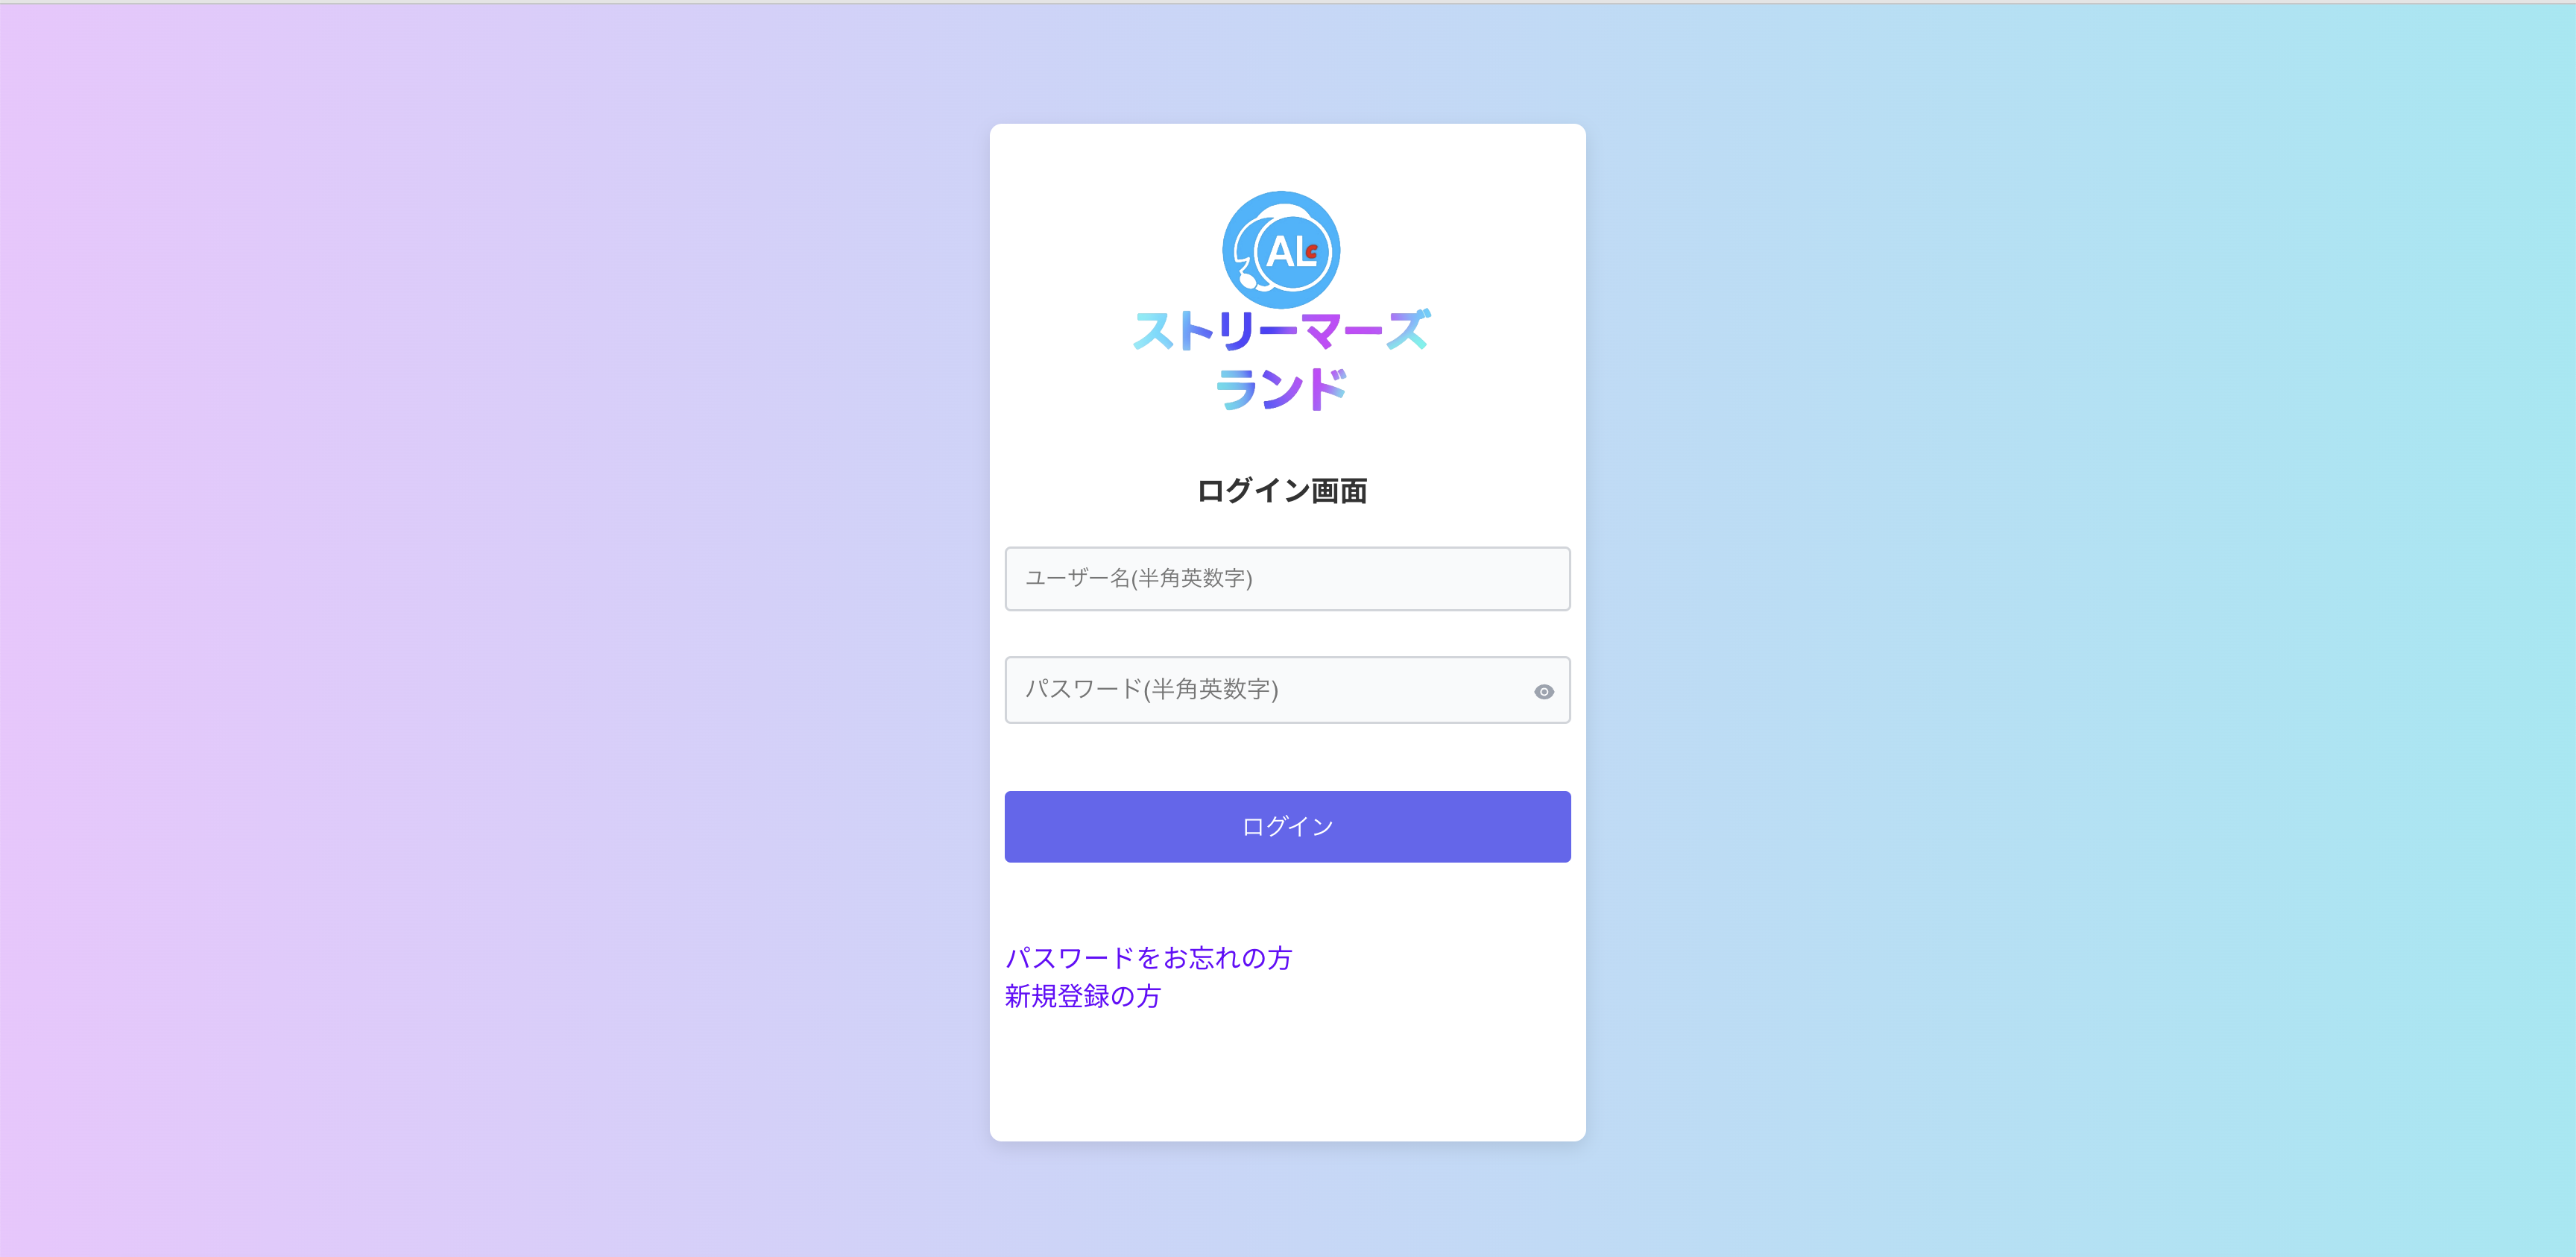 ALc
ストリーマーズ
ランド
ログイン画面
ユーザー名(半角英数字)
パスワード(半角英数字)
ログイン
パスワードをお忘れの方
新規登録の方